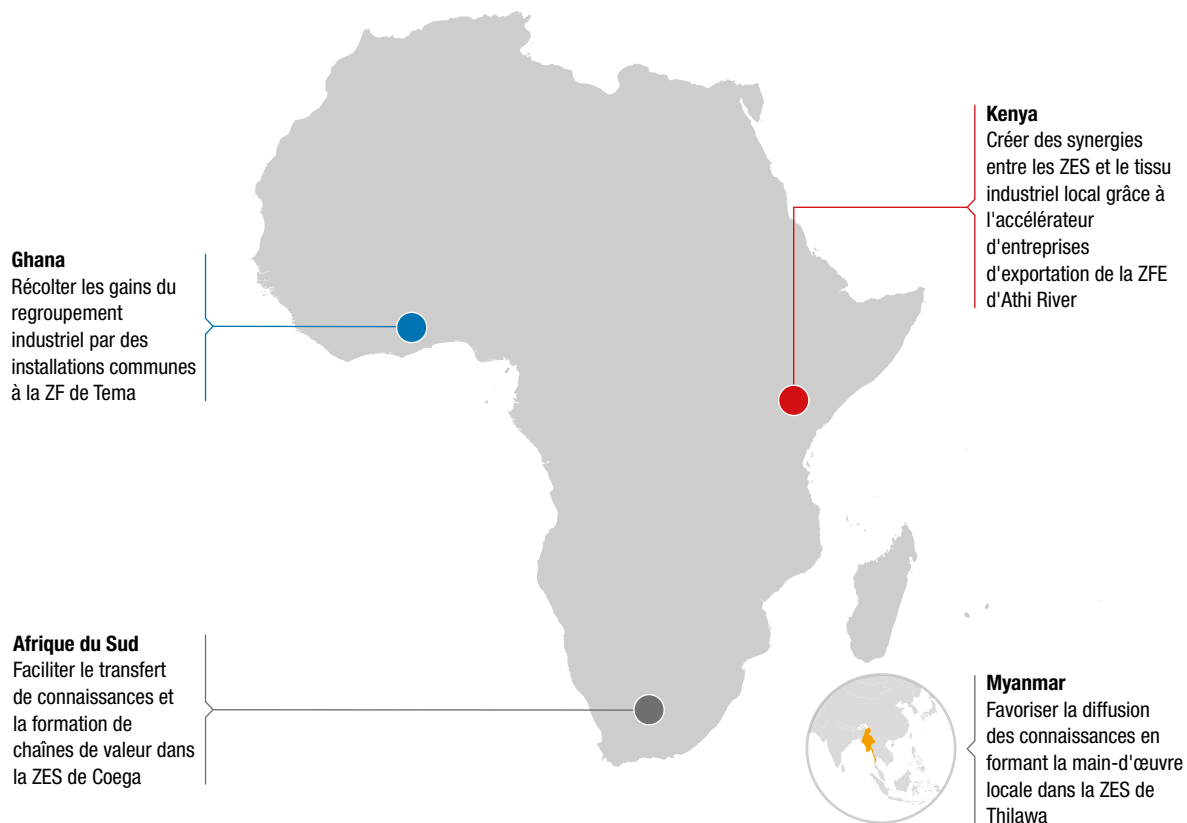 Kenya
Créer des synergies
entre les ZES et le tissu
industriel local grâce à
l'accélérateur
d'entreprises
d'exportation de la ZFE
d'Athi River
Ghana
Récolter les gains du
regroupement
industriel par des
installations communes
à la ZF de Tema
Afrique du Sud
Faciliter le transfert
de connaissances et
la formation de
chaînes de valeur dans
la ZES de Coega
Myanmar
Favoriser la diffusion
des connaissances en
formant la main-d'œuvre
locale dans la ZES de
Thilawa